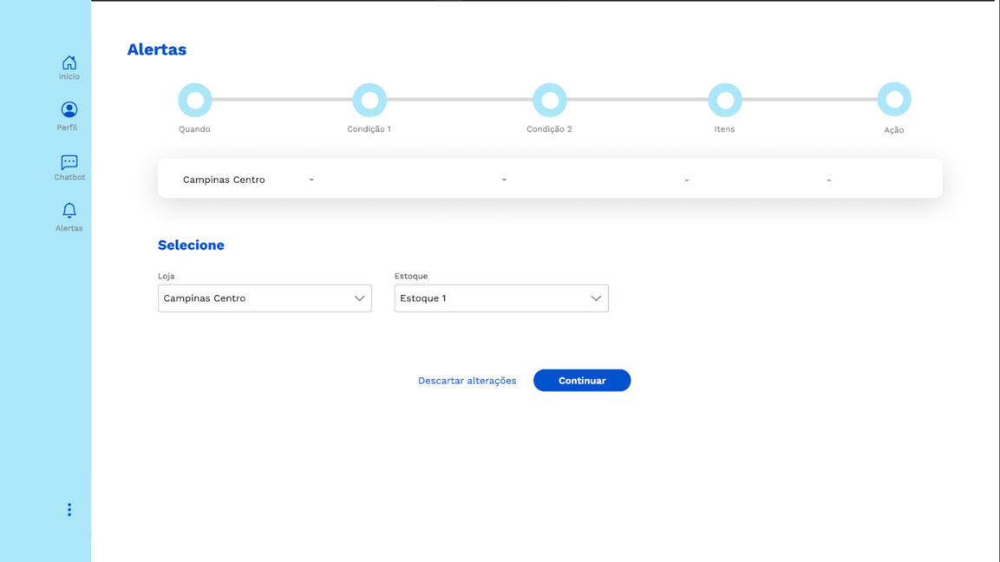 Alertas
Início
Perfil
Chatbot
Alertas
Quando
Condição 1
Condição 2
Itens
Ação
Campinas Centro - - - -
Selecione
Loja
Estoque
Campinas Centro
Estoque 1
Descartar alterações
Continuar